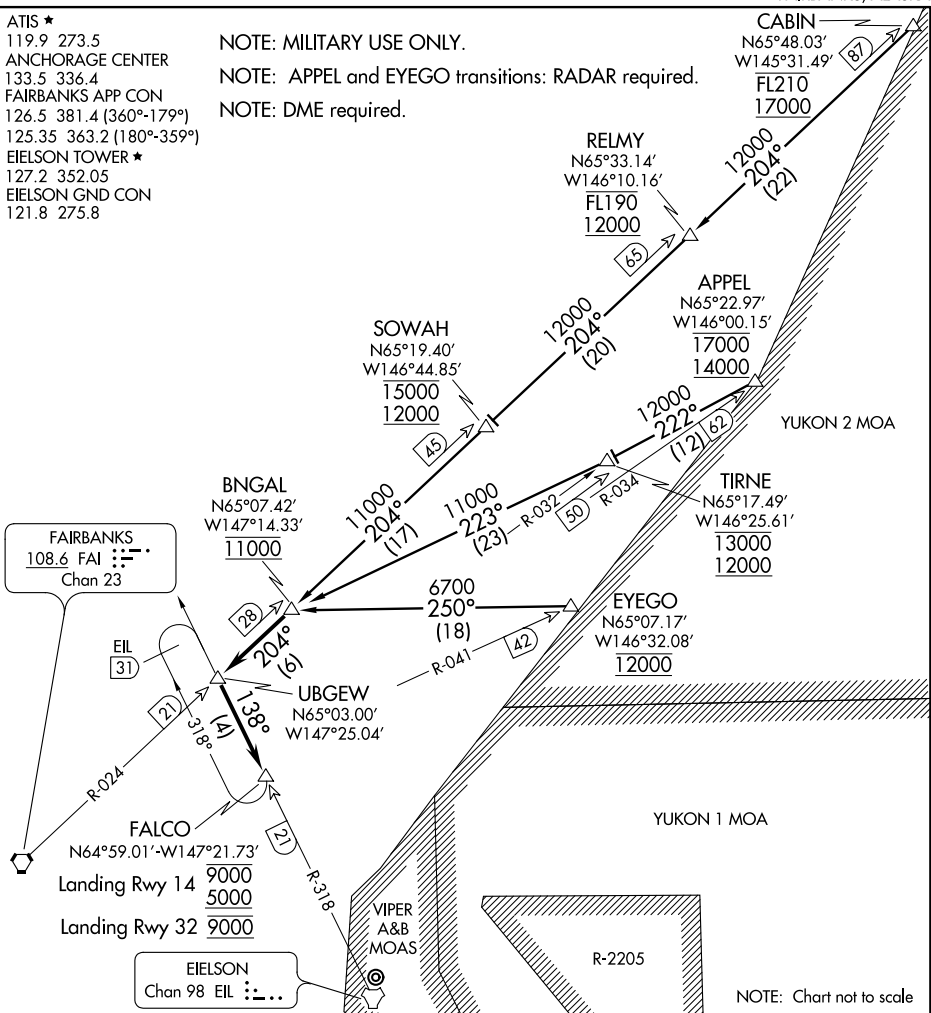 ATIS ★
119.9 273.5
ANCHORAGE CENTER
133.5 336.4
FAIRBANKS APP CON
126.5 381.4 (360°-179°)
125.35 363.2 (180°-359°)
EIELSON TOWER ★
127.2 352.05
EIELSON GND CON
121.8 275.8
NOTE: MILITARY USE ONLY.
NOTE: APPEL and EYEGO transitions: RADAR required.
NOTE: DME required.
CABIN
N65°48.03'
W145°31.49'
FL210
17000
87
12000
204°
(22)
RELMY
N65°33.14'
W146°10.16'
FL190
12000
65
12000
204°
(20)
APPEL
N65°22.97'
W146°00.15'
17000
14000
SOWAH
N65°19.40'
W146°44.85'
15000
12000
45
12000
222°
(12)
62
R-034
YUKON 2 MOA
TIRNE
N65°17.49'
W146°25.61'
13000
12000
50
R-032
11000
223°
(23)
11000
204°
(17)
BNGAL
N65°07.42'
W147°14.33'
11000
28
6700
250°
(18)
EYEGO
N65°07.17'
W146°32.08'
12000
42
R-041
FAIRBANKS
108.6 FAI
Chan 23
204°
(6)
EIL
31
UBGEW
N65°03.00'
W147°25.04'
21
R-024
318°
138°
(4)
FALCO
N64°59.01'-W147°21.73'
Landing Rwy 14 9000
5000
Landing Rwy 32 9000
21
R-318
YUKON 1 MOA
VIPER
A&B
MOAS
R-2205
EIELSON
Chan 98 EIL
NOTE: Chart not to scale